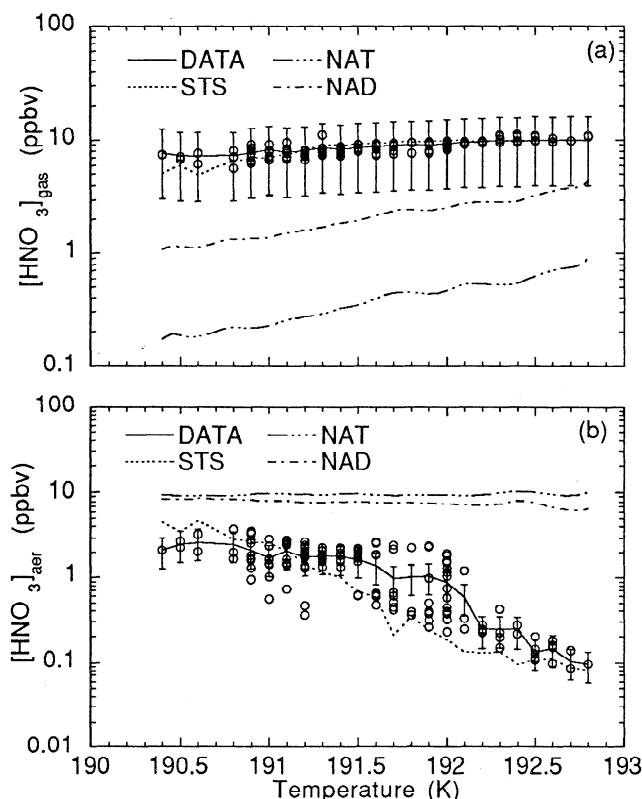 100
(a)
DATA NAT
STS NAD
10
1
0.1
[HNO3]gas (ppbv)
100
(b)
DATA NAT
STS NAD
10
1
0.1
0.01
[HNO3]aer (ppbv)
190 190.5 191 191.5 192 192.5 193
Temperature (K)